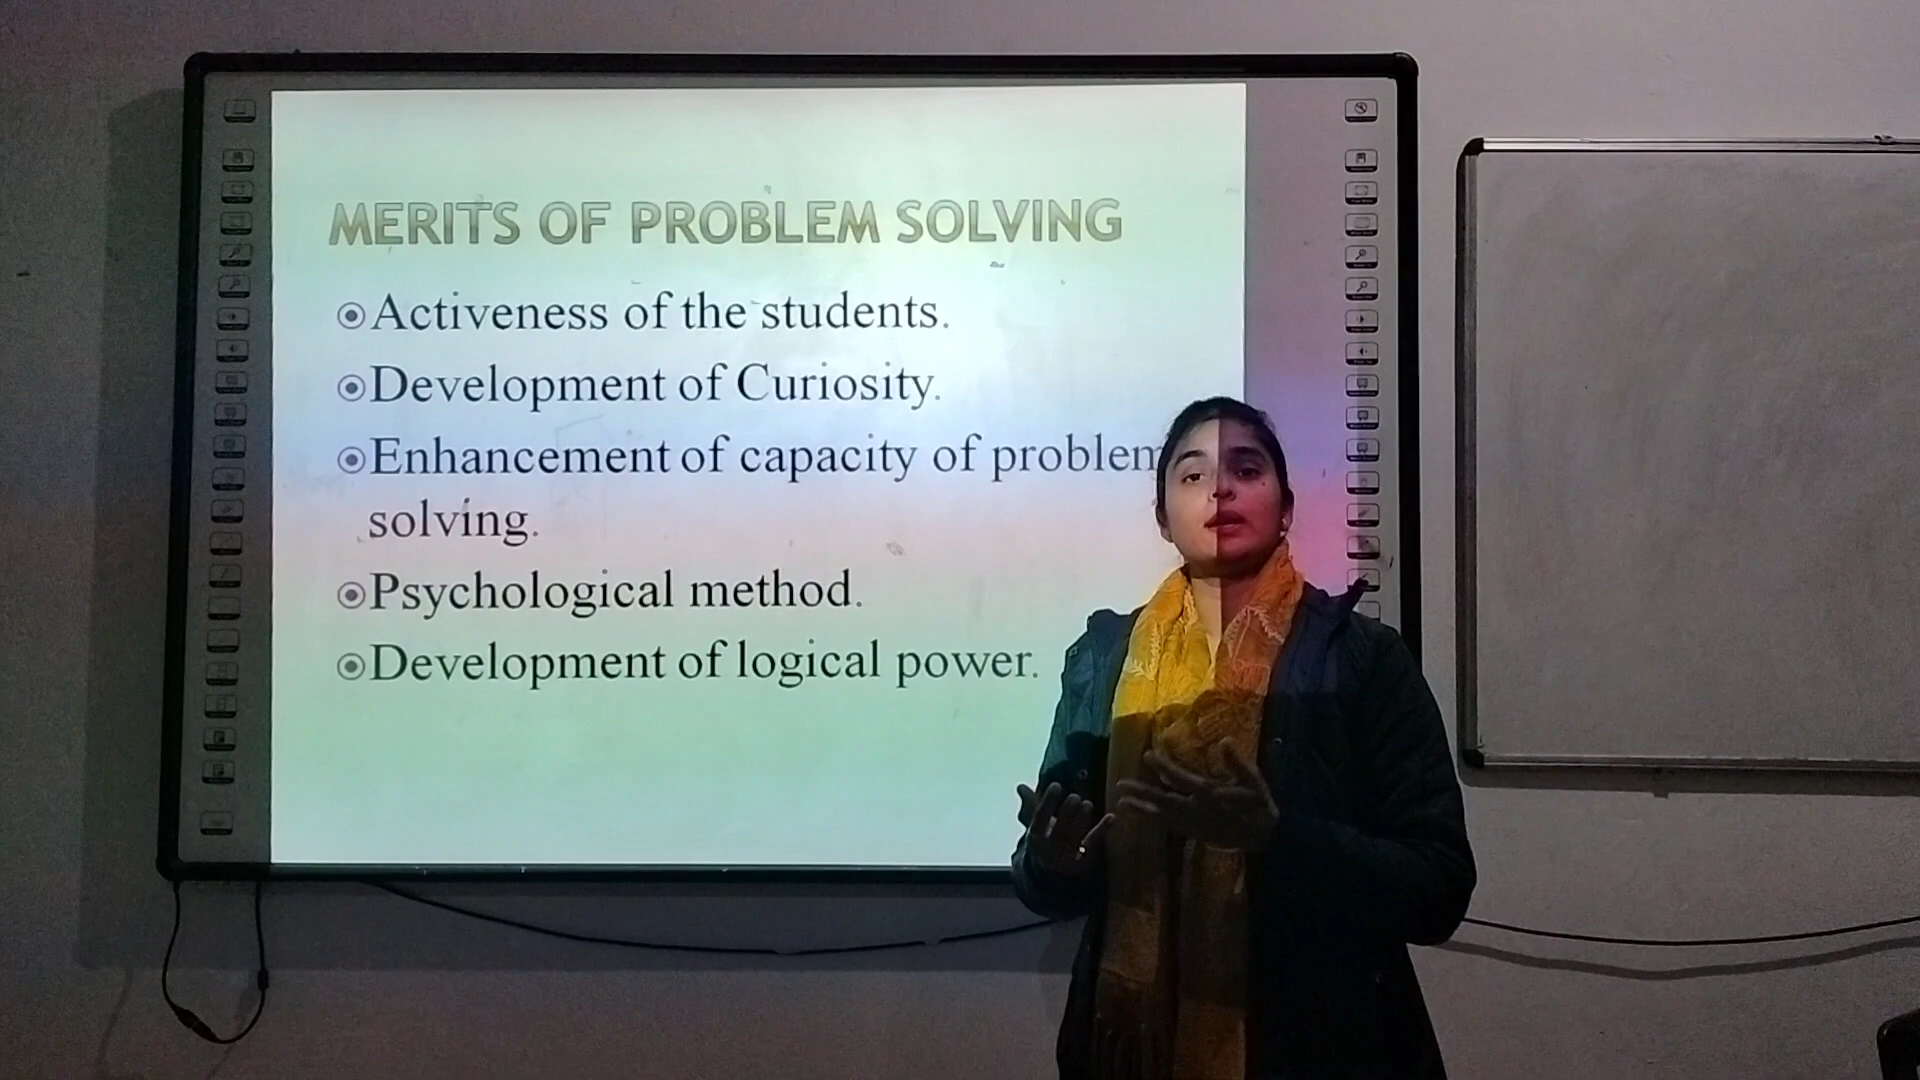 MERITS OF PROBLEM SOLVING
Activeness of the students.
Development of Curiosity.
Enhancement of capacity of problem
solving.
Psychological method.
Development of logical power.